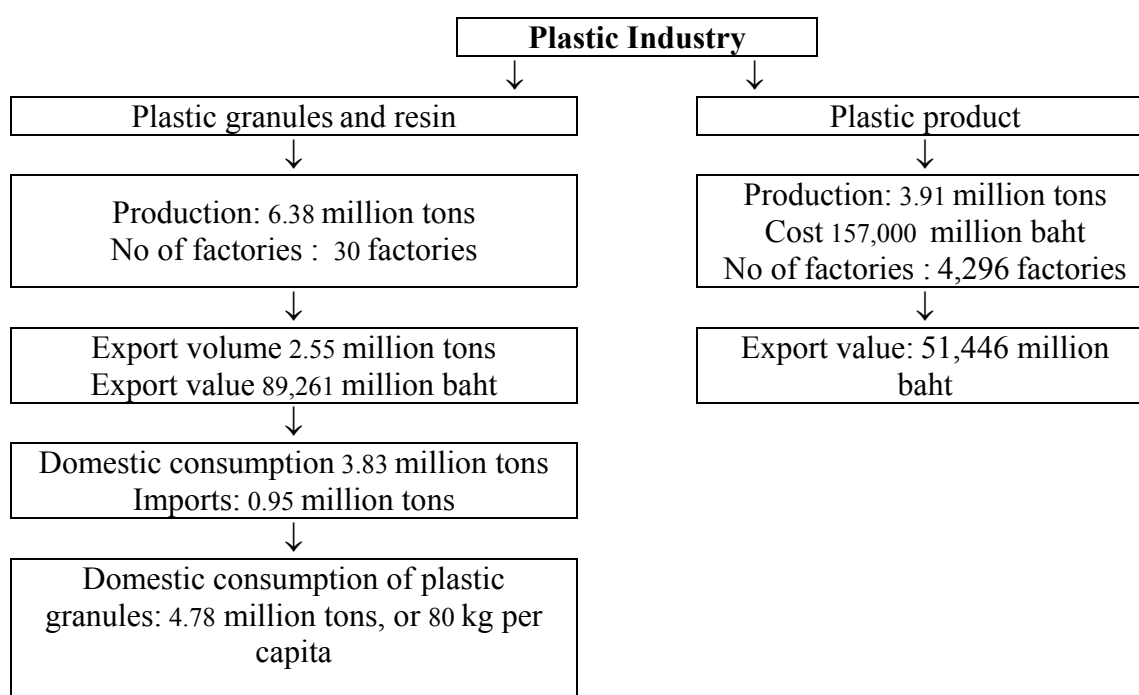 Plastic Industry
Plastic granules and resin
Plastic product
Production: 6.38 million tons
No of factories : 30 factories
Production: 3.91 million tons
Cost 157,000 million baht
No of factories : 4,296 factories
Export volume 2.55 million tons
Export value 89,261 million baht
Export value: 51,446 million
baht
Domestic consumption 3.83 million tons
Imports: 0.95 million tons
Domestic consumption of plastic
granules: 4.78 million tons, or 80 kg per
capita